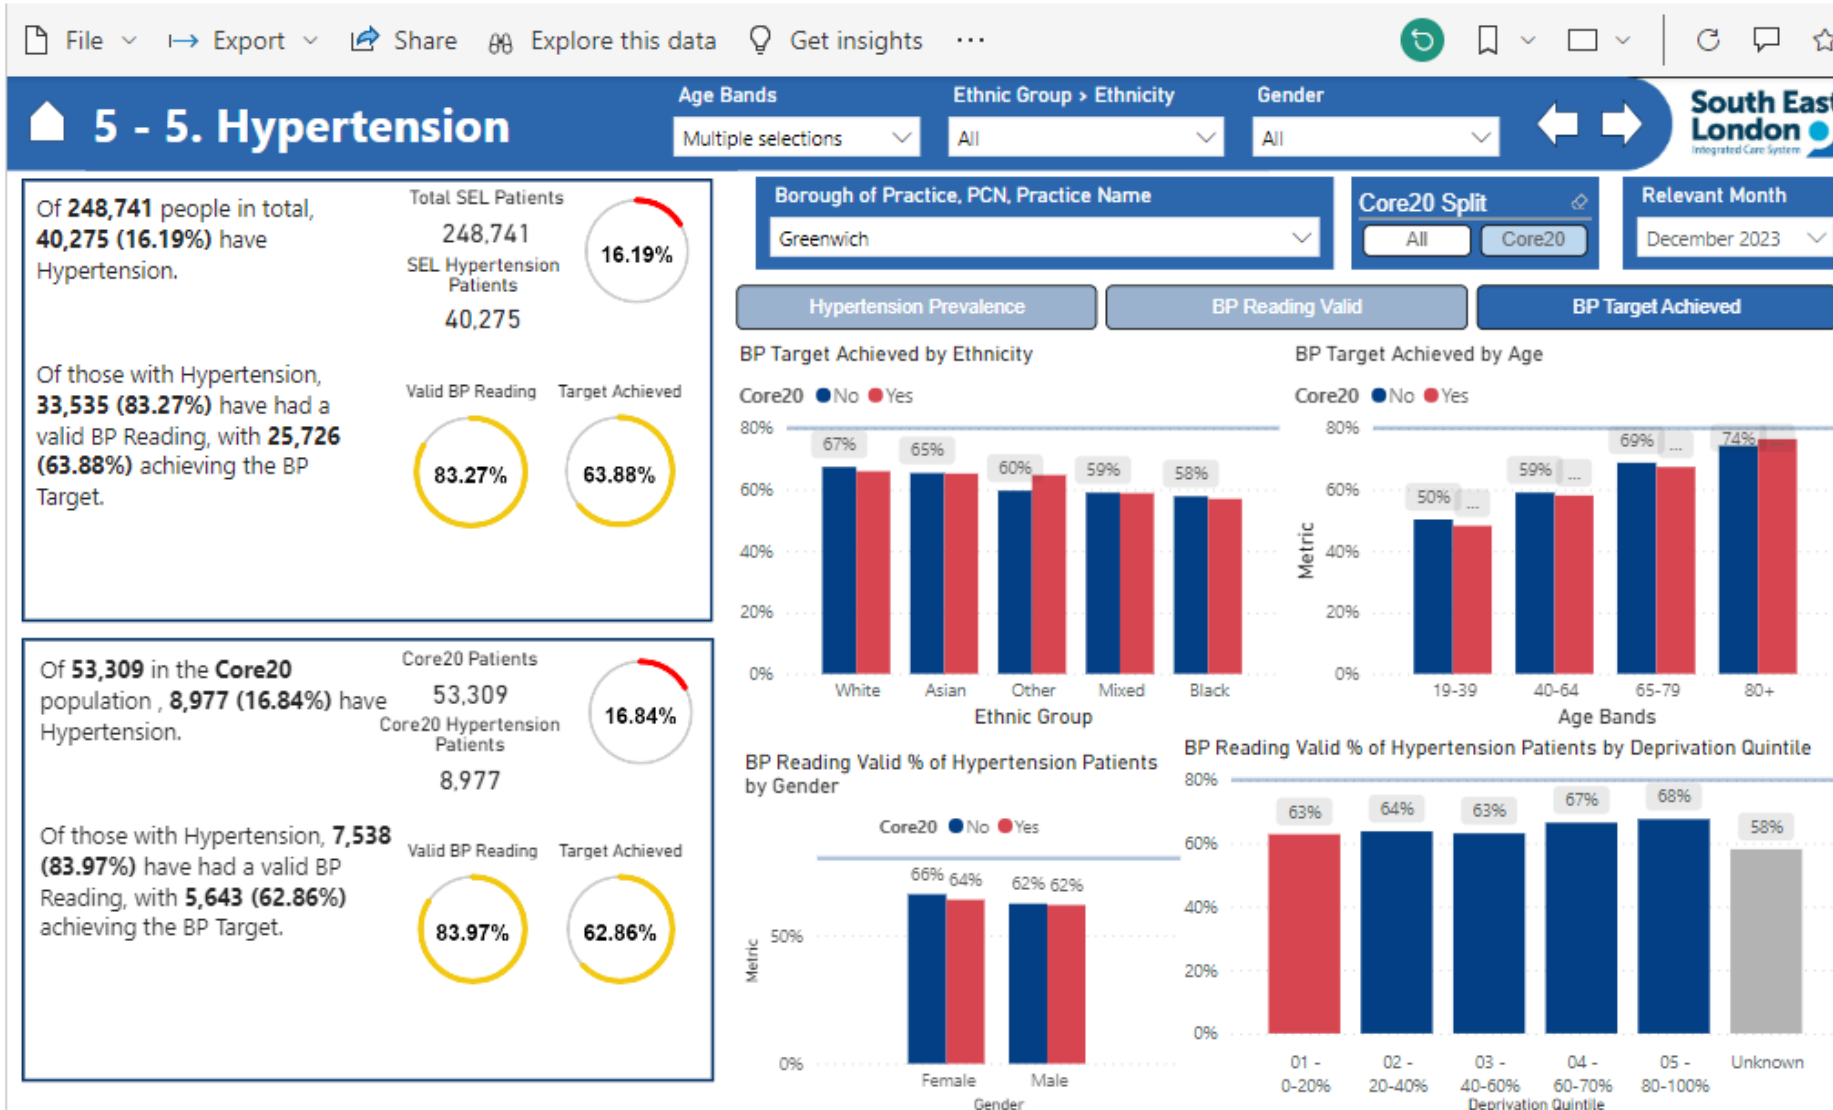 File Export Share Explore this data Get insights ...
5 - 5. Hypertension
Age Bands
Multiple selections
Ethnic Group > Ethnicity
All
Gender
All
South East
London
Integrated Care System
Of 248,741 people in total,
40,275 (16.19%) have
Hypertension.
Total SEL Patients
248,741
SEL Hypertension
Patients
40,275
16.19%
Of those with Hypertension,
33,535 (83.27%) have had a
valid BP Reading, with 25,726
(63.88%) achieving the BP
Target.
Valid BP Reading Target Achieved
83.27% 63.88%
Of 53,309 in the Core20
population , 8,977 (16.84%) have
Hypertension.
Core20 Patients
53,309
Core20 Hypertension
Patients
8,977
16.84%
Of those with Hypertension, 7,538
(83.97%) have had a valid BP
Reading, with 5,643 (62.86%)
achieving the BP Target.
Valid BP Reading Target Achieved
83.97% 62.86%
Borough of Practice, PCN, Practice Name
Greenwich
Core20 Split
All Core20
Relevant Month
December 2023
Hypertension Prevalence BP Reading Valid BP Target Achieved
BP Target Achieved by Ethnicity
Core20 No Yes
80%
60%
40%
20%
0%
67% 65% 60% 59% 58%
White Asian Other Mixed Black
Ethnic Group
BP Target Achieved by Age
Core20 No Yes
Metric
80%
60%
40%
20%
0%
50% ... 59% ... 69% ... 74%
19-39 40-64 65-79 80+
Age Bands
BP Reading Valid % of Hypertension Patients
by Gender
Core20 No Yes
Metric
50%
0%
66% 64% 62% 62%
Female Male
Gender
BP Reading Valid % of Hypertension Patients by Deprivation Quintile
80%
60%
40%
20%
0%
63% 64% 63% 67% 68% 58%
01 - 02 - 03 - 04 - 05 - Unknown
0-20% 20-40% 40-60% 60-70% 80-100%
Deprivation Quintile